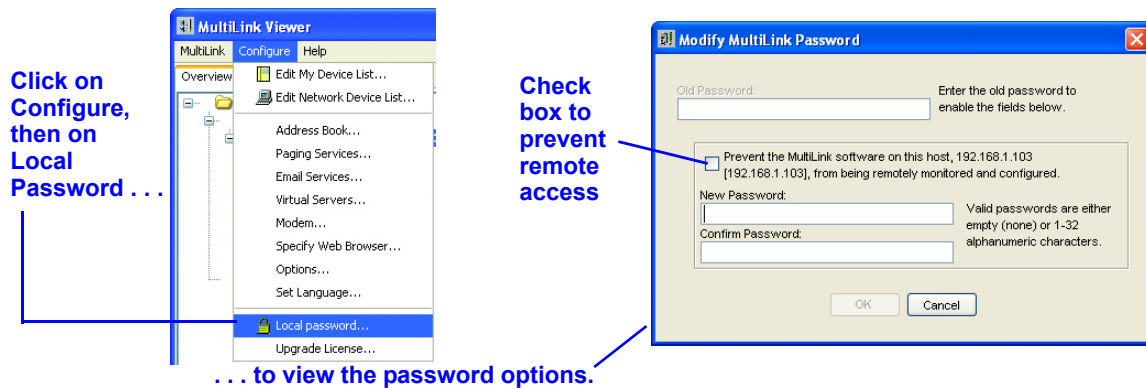 Click on
Configure,
then on
Local
Password . . .
MultiLink Viewer
MultiLink Configure Help
Overview
Edit My Device List...
Edit Network Device List...
Address Book...
Paging Services...
Email Services...
Virtual Servers...
Modem...
Specify Web Browser...
Options...
Set Language...
Local password...
Upgrade License...
. . . to view the password options.
Check
box to
prevent
remote
access
Modify MultiLink Password
Old Password:
Enter the old password to
enable the fields below.
Prevent the MultiLink software on this host, 192.168.1.103
[192.168.1.103], from being remotely monitored and configured.
New Password:
Valid passwords are either
empty (none) or 1-32
alphanumeric characters.
Confirm Password:
OK
Cancel